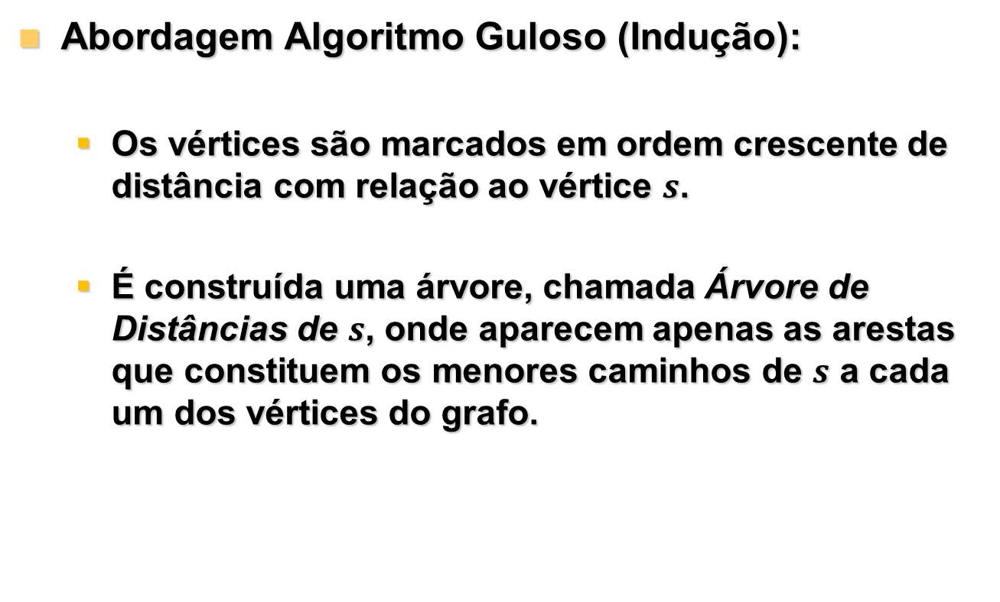 Abordagem Algoritmo Guloso (Indução):
Os vértices são marcados em ordem crescente de
distância com relação ao vértice s.
É construída uma árvore, chamada Árvore de
Distâncias de s, onde aparecem apenas as arestas
que constituem os menores caminhos de s a cada
um dos vértices do grafo.